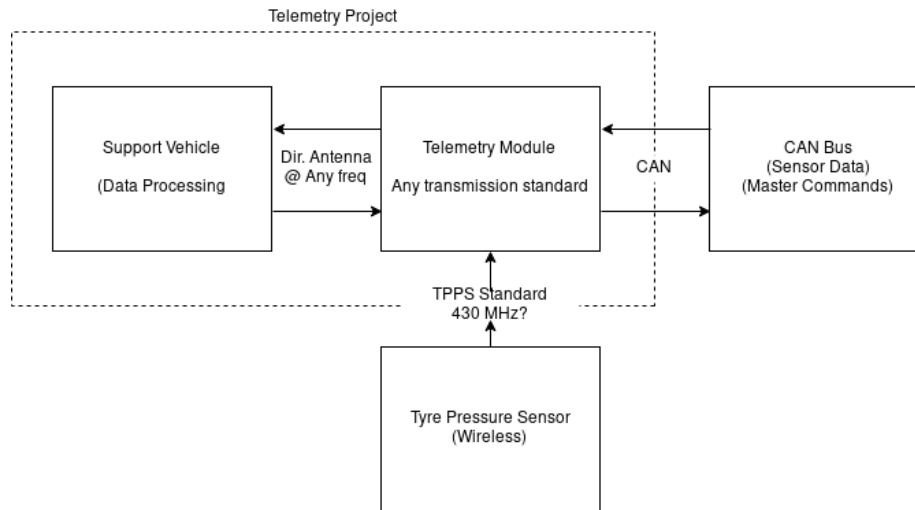 Telemetry Project
Support Vehicle
(Data Processing
Dir. Antenna
@ Any freq
Telemetry Module
Any transmission standard
CAN
CAN Bus
(Sensor Data)
(Master Commands)
TPPS Standard
430 MHz?
Tyre Pressure Sensor
(Wireless)